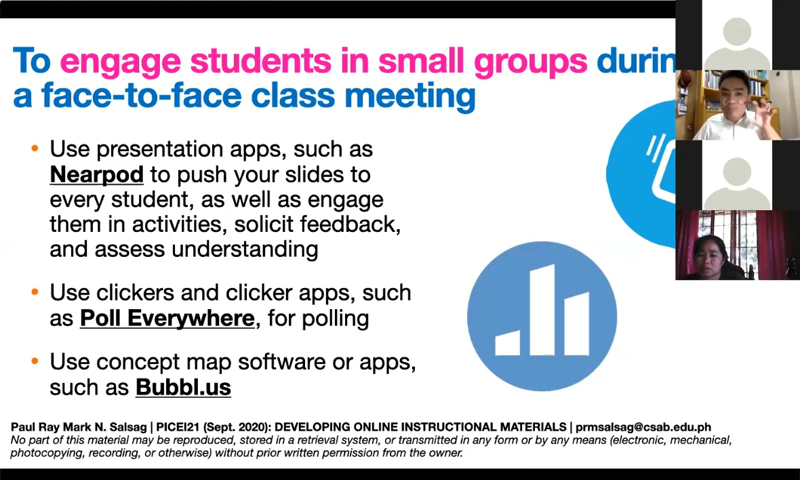 To engage students in small groups durin
a face-to-face class meeting
• Use presentation apps, such as
Nearpod to push your slides to
every student, as well as engage
them in activities, solicit feedback,
and assess understanding
• Use clickers and clicker apps, such
as Poll Everywhere, for polling
• Use concept map software or apps,
such as Bubbl.us
Paul Ray Mark N. Salsag | PICEI21 (Sept. 2020): DEVELOPING ONLINE INSTRUCTIONAL MATERIALS | prmsalsag@csab.edu.ph
No part of this material may be reproduced, stored in a retrieval system, or transmitted in any form or by any means (electronic, mechanical,
photocopying, recording, or otherwise) without prior written permission from the owner.